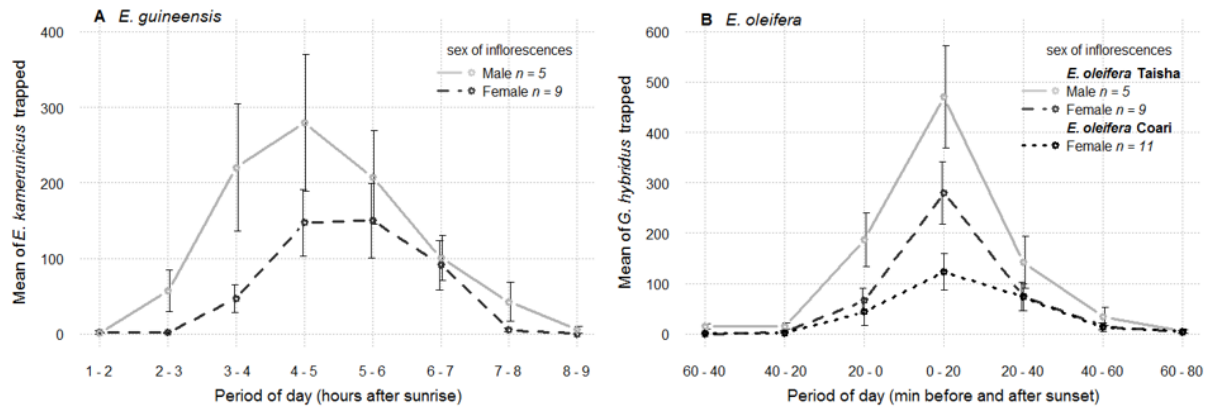 A E. guineensis
400
300
200
100
0
Mean of E. kamerunicus trapped
sex of inflorescences
Male n = 5
Female n = 9
1 - 2 2 - 3 3 - 4 4 - 5 5 - 6 6 - 7 7 - 8 8 - 9
Period of day (hours after sunrise)
B E. oleifera
600
500
400
300
200
100
0
Mean of G. hybridus trapped
sex of inflorescences
E. oleifera Taisha
Male n = 5
Female n = 9
E. oleifera Coari
Female n = 11
60 - 40 40 - 20 20 - 0 0 - 20 20 - 40 40 - 60 60 - 80
Period of day (min before and after sunset)